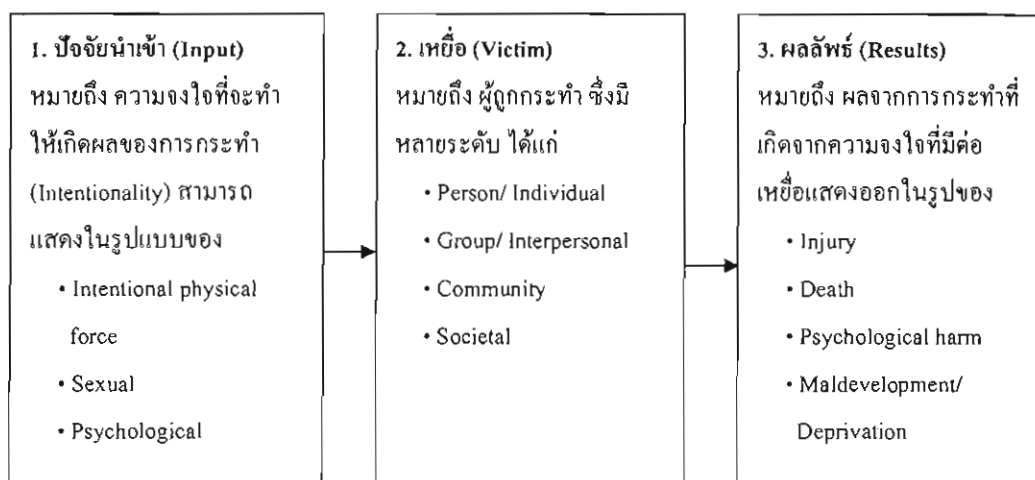 1. ปัจจัยนำเข้า (Input)
หมายถึง ความจงใจที่จะทำ
ให้เกิดผลของการกระทำ
(Intentionality) สามารถ
แสดงในรูปแบบของ
• Intentional physical
force
• Sexual
• Psychological
2. เหยื่อ (Victim)
หมายถึง ผู้ถูกกระทำ ซึ่งมี
หลายระดับ ได้แก่
• Person/ Individual
• Group/ Interpersonal
• Community
• Societal
3. ผลลัพธ์ (Results)
หมายถึง ผลจากการกระทำที่
เกิดจากความจงใจที่มีต่อ
เหยื่อแสดงออกในรูปของ
• Injury
• Death
• Psychological harm
• Maldevelopment/
Deprivation